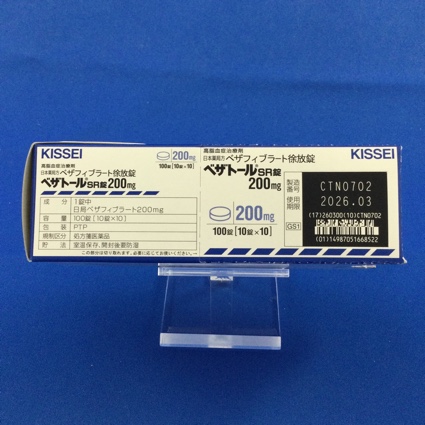 KISSEI
高脂血症治療剤
日本薬局方 ベザフィブラート徐放錠
ベザトール®SR錠200mg
200mg
100錠 [10錠×10]
成分 1錠中
日局ベザフィブラート200mg
容量 100錠[10錠×10]
包装 PTP
規制区分 処方箋医薬品
貯法 室温保存、開封後要防湿
高脂血症治療剤
日本薬局方 ベザフィブラート徐放錠
KISSEI
ベザトール®SR錠
200mg
200mg
100錠 [10錠×10]
製造番号 CTN0702
使用期限 2026.03
(17)260300(10)CTN0702
GS1
(01)14987051668522